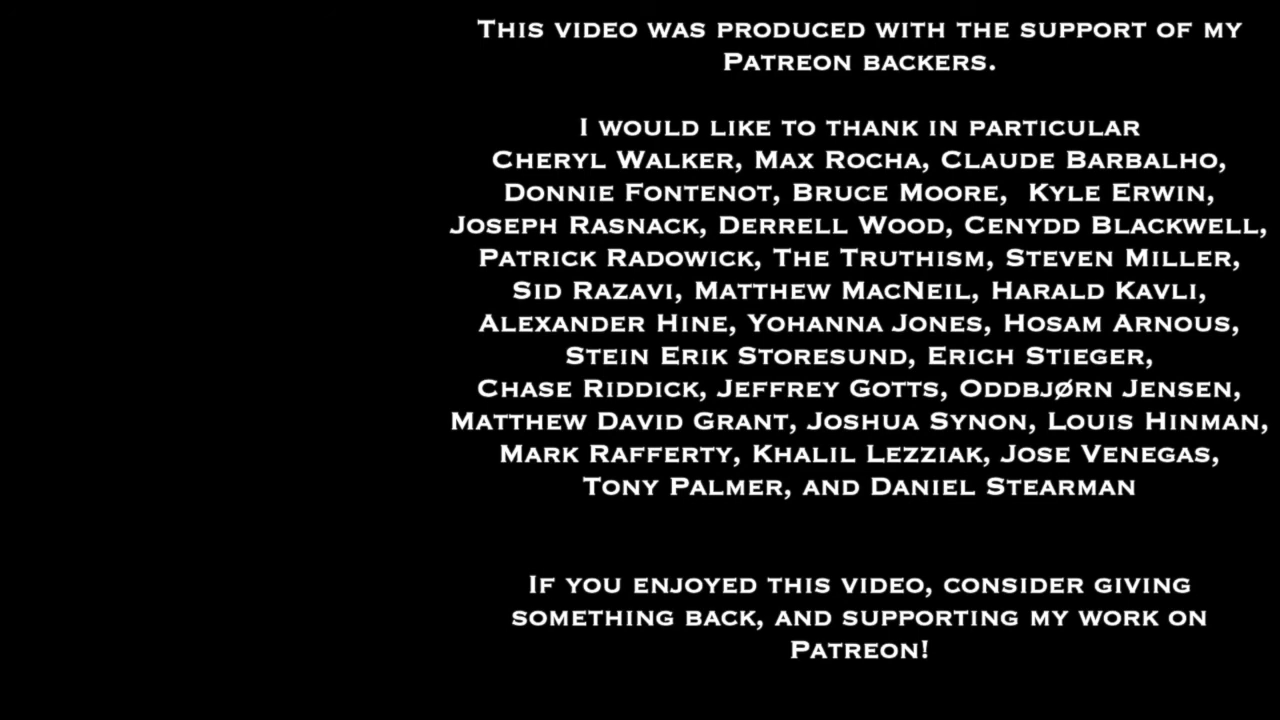 This video was produced with the support of my
Patreon backers.
I would like to thank in particular
Cheryl Walker, Max Rocha, Claude Barbalho,
Donnie Fontenot, Bruce Moore, Kyle Erwin,
Joseph Rasnack, Derrell Wood, Cenydd Blackwell,
Patrick Radowick, The Truthism, Steven Miller,
Sid Razavi, Matthew MacNeil, Harald Kavli,
Alexander Hine, Yohanna Jones, Hosam Arnous,
Stein Erik Storesund, Erich Stieger,
Chase Riddick, Jeffrey Gotts, Oddbjørn Jensen,
Matthew David Grant, Joshua Synon, Louis Hinman,
Mark Rafferty, Khalil Lezziak, Jose Venegas,
Tony Palmer, and Daniel Stearman
If you enjoyed this video, consider giving
something back, and supporting my work on
Patreon!